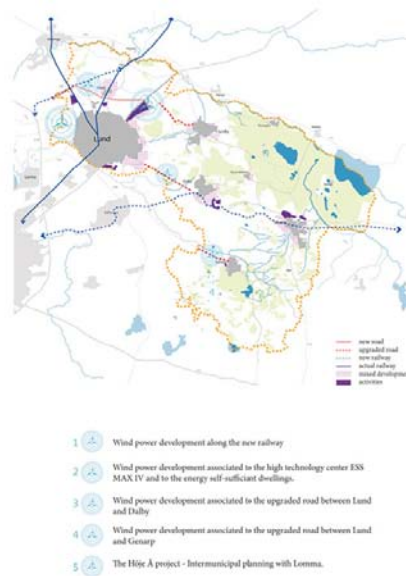 Lund
new road
upgraded road
new railway
actual railway
mixed development
activities
1 Wind power development along the new railway
2 Wind power development associated to the high technology center ESS
MAX IV and to the energy self-sufficiant dwellings.
3 Wind power development associated to the upgraded road between Lund
and Dalby
4 Wind power development associated to the upgraded road between Lund
and Genarp
5 The Höje Å project - Intermunicipal planning with Lomma.